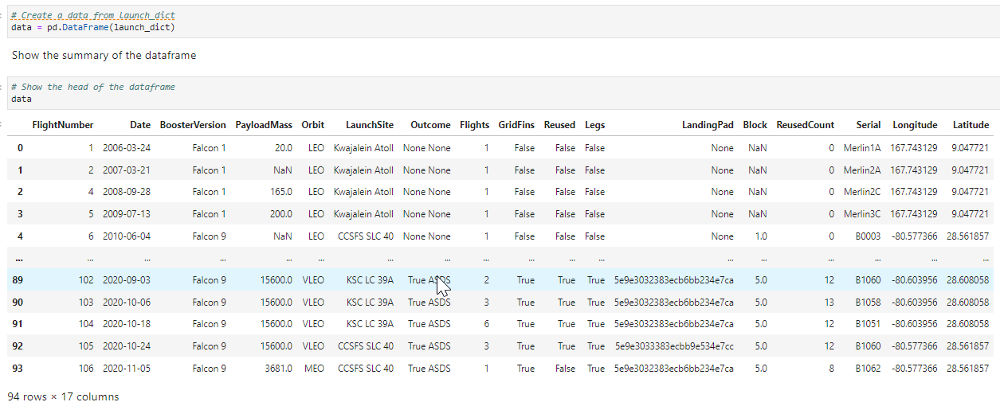 # Create a data from launch_dict
data = pd.DataFrame(launch_dict)
Show the summary of the dataframe
# Show the head of the dataframe
data
FlightNumber Date BoosterVersion PayloadMass Orbit LaunchSite Outcome Flights GridFins Reused Legs LandingPad Block ReusedCount Serial Longitude Latitude
0 1 2006-03-24 Falcon 1 20.0 LEO Kwajalein Atoll None None 1 False False False None NaN 0 Merlin1A 167.743129 9.047721
1 2 2007-03-21 Falcon 1 NaN LEO Kwajalein Atoll None None 1 False False False None NaN 0 Merlin2A 167.743129 9.047721
2 4 2008-09-28 Falcon 1 165.0 LEO Kwajalein Atoll None None 1 False False False None NaN 0 Merlin2C 167.743129 9.047721
3 5 2009-07-13 Falcon 1 200.0 LEO Kwajalein Atoll None None 1 False False False None NaN 0 Merlin3C 167.743129 9.047721
4 6 2010-06-04 Falcon 9 NaN LEO CCSFS SLC 40 None None 1 False False False None 1.0 0 B0003 -80.577366 28.561857
... ... ... ... ... ... ... ... ... ... ... ... ... ... ... ... ... ...
89 102 2020-09-03 Falcon 9 15600.0 VLEO KSC LC 39A True ASDS 2 True True True 5e9e3032383ecb6bb234e7ca 5.0 12 B1060 -80.603956 28.608058
90 103 2020-10-06 Falcon 9 15600.0 VLEO KSC LC 39A True ASDS 3 True True True 5e9e3032383ecb6bb234e7ca 5.0 13 B1058 -80.603956 28.608058
91 104 2020-10-18 Falcon 9 15600.0 VLEO KSC LC 39A True ASDS 6 True True True 5e9e3032383ecb6bb234e7ca 5.0 12 B1051 -80.603956 28.608058
92 105 2020-10-24 Falcon 9 15600.0 VLEO CCSFS SLC 40 True ASDS 3 True True True 5e9e3033383ecbb9e534e7cc 5.0 12 B1060 -80.577366 28.561857
93 106 2020-11-05 Falcon 9 3681.0 MEO CCSFS SLC 40 True ASDS 1 True False True 5e9e3032383ecb6bb234e7ca 5.0 8 B1062 -80.577366 28.561857
94 rows × 17 columns